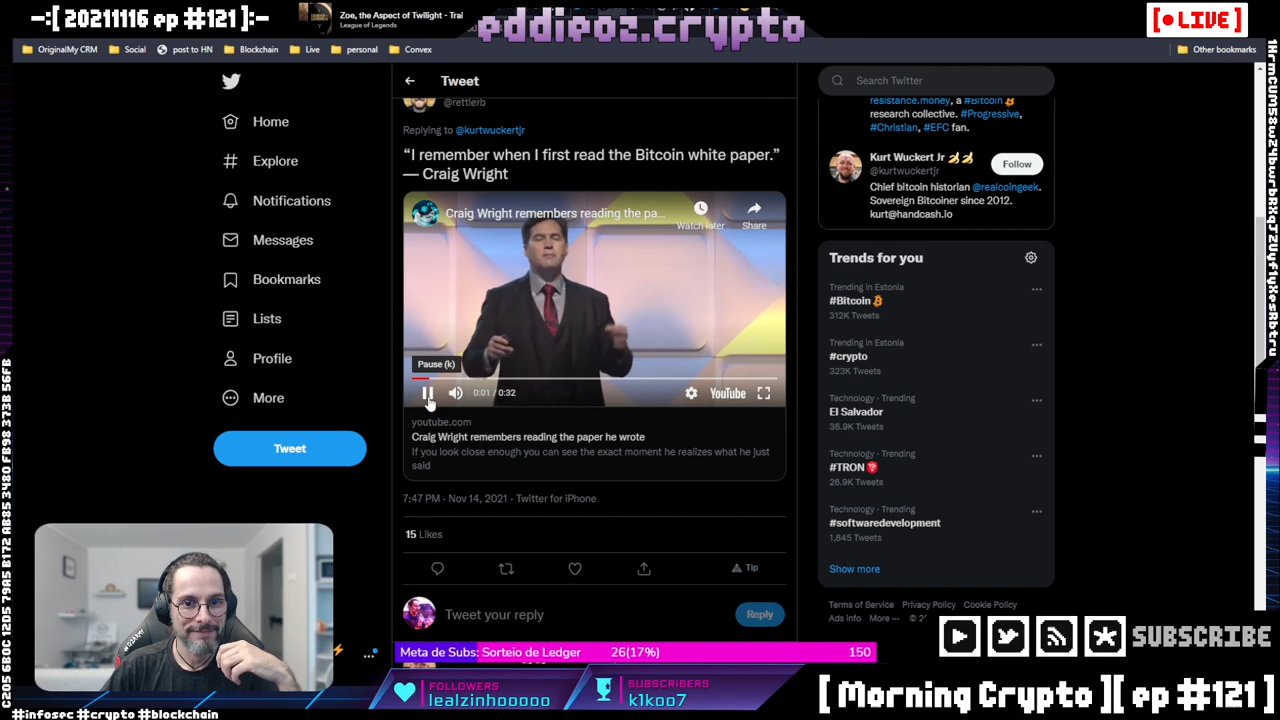 -:[ 20211116 ep #121 ]:-
Zoe, the Aspect of Twilight - Trai
League of Legends
eddieoz.crypto
[● LIVE ]
OriginalMy CRM
Social
post to HN
Blockchain
Live
personal
Convex
Other bookmarks
Home
Explore
Notifications
Messages
Bookmarks
Lists
Profile
More
Tweet
Tweet
@rettlerb
Replying to @kurtwuckertjr
“I remember when I first read the Bitcoin white paper.”
— Craig Wright
Craig Wright remembers reading the pa...
Watch later
Share
Pause (k)
0:01 / 0:32
YouTube
youtube.com
Craig Wright remembers reading the paper he wrote
If you look close enough you can see the exact moment he realizes what he just
said
7:47 PM · Nov 14, 2021 · Twitter for iPhone
15 Likes
Tip
Tweet your reply
Reply
Search Twitter
resistance.money, a #Bitcoin
research collective. #Progressive,
#Christian, #EFC fan.
Kurt Wuckert Jr
@kurtwuckertjr
Follow
Chief bitcoin historian @realcoingeek.
Sovereign Bitcoiner since 2012.
kurt@handcash.io
Trends for you
Trending in Estonia
#Bitcoin
312K Tweets
Trending in Estonia
#crypto
323K Tweets
Technology · Trending
El Salvador
36.9K Tweets
Technology · Trending
#TRON
26.9K Tweets
Technology · Trending
#softwaredevelopment
1,845 Tweets
Show more
Terms of Service
Privacy Policy
Cookie Policy
Ads info
More ···
SUBSCRIBE
Meta de Subs: Sorteio de Ledger
26(17%)
150
FOLLOWERS
lealzinhooooo
SUBSCRIBERS
k1koo7
[ Morning Crypto ][ ep #121 ]
#infosec #crypto #blockchain